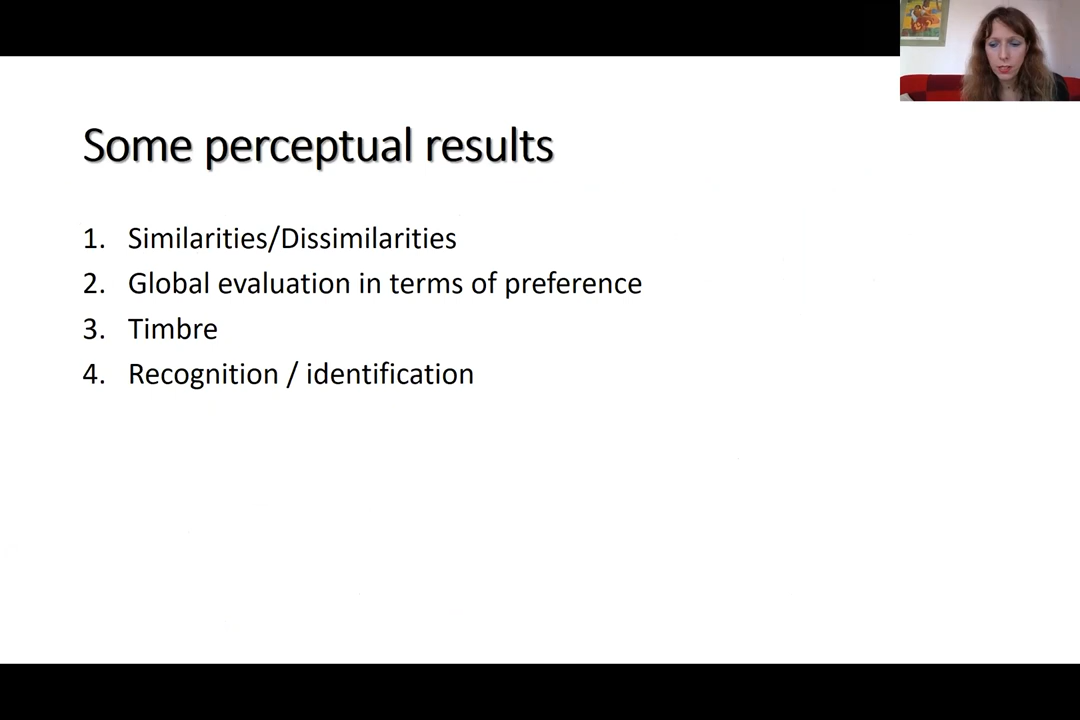 Some perceptual results
1. Similarities/Dissimilarities
2. Global evaluation in terms of preference
3. Timbre
4. Recognition / identification